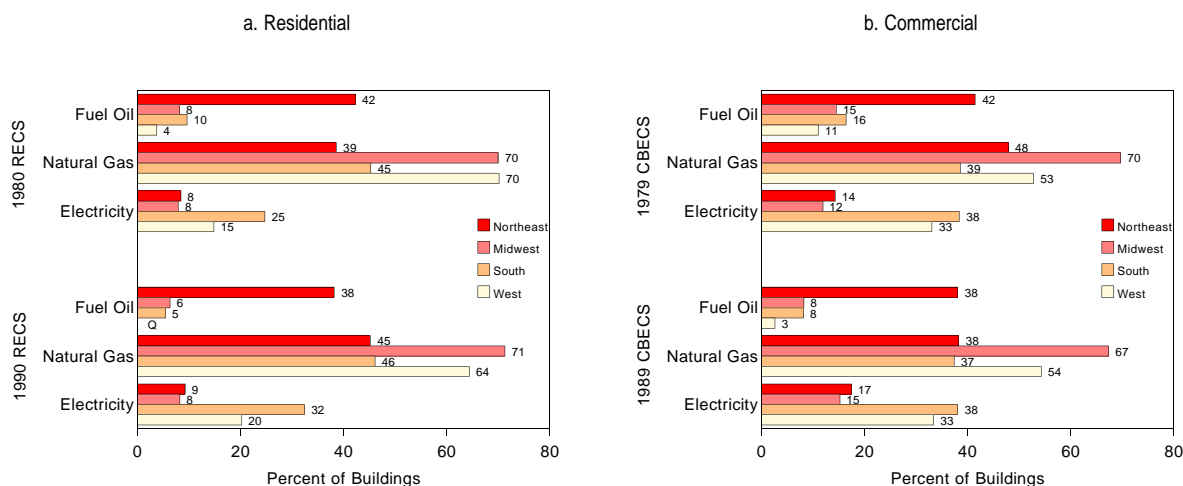 a. Residential
1980 RECS
Fuel Oil
42
8
10
4
Natural Gas
39
70
45
70
Electricity
8
8
25
15
Northeast
Midwest
South
West
1990 RECS
Fuel Oil
38
6
5
Q
Natural Gas
45
71
46
64
Electricity
9
8
32
20
0 20 40 60 80
Percent of Buildings
b. Commercial
1979 CBECS
Fuel Oil
42
15
16
11
Natural Gas
48
70
39
53
Electricity
14
12
38
33
Northeast
Midwest
South
West
1989 CBECS
Fuel Oil
38
8
8
3
Natural Gas
38
67
37
54
Electricity
17
15
38
33
0 20 40 60 80
Percent of Buildings